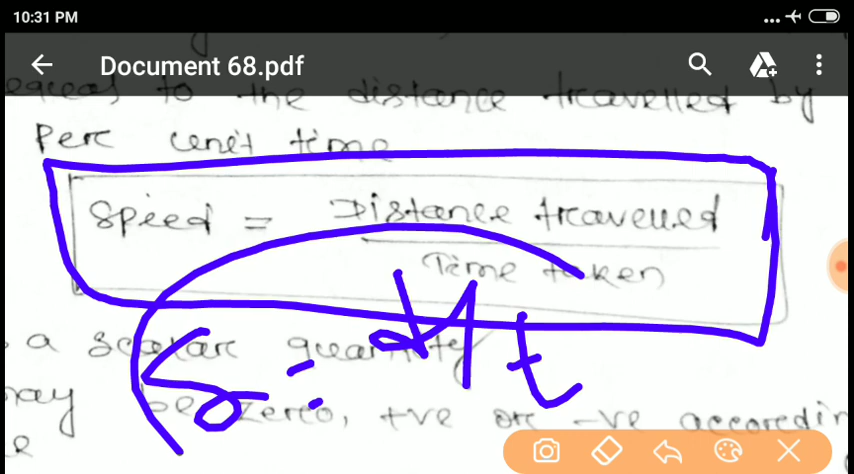 10:31 PM
Document 68.pdf
to the distance travelled by
Per unit time
Speed = Distance travelled
Time taken
a scalar quantity
may be zero, +ve or -ve